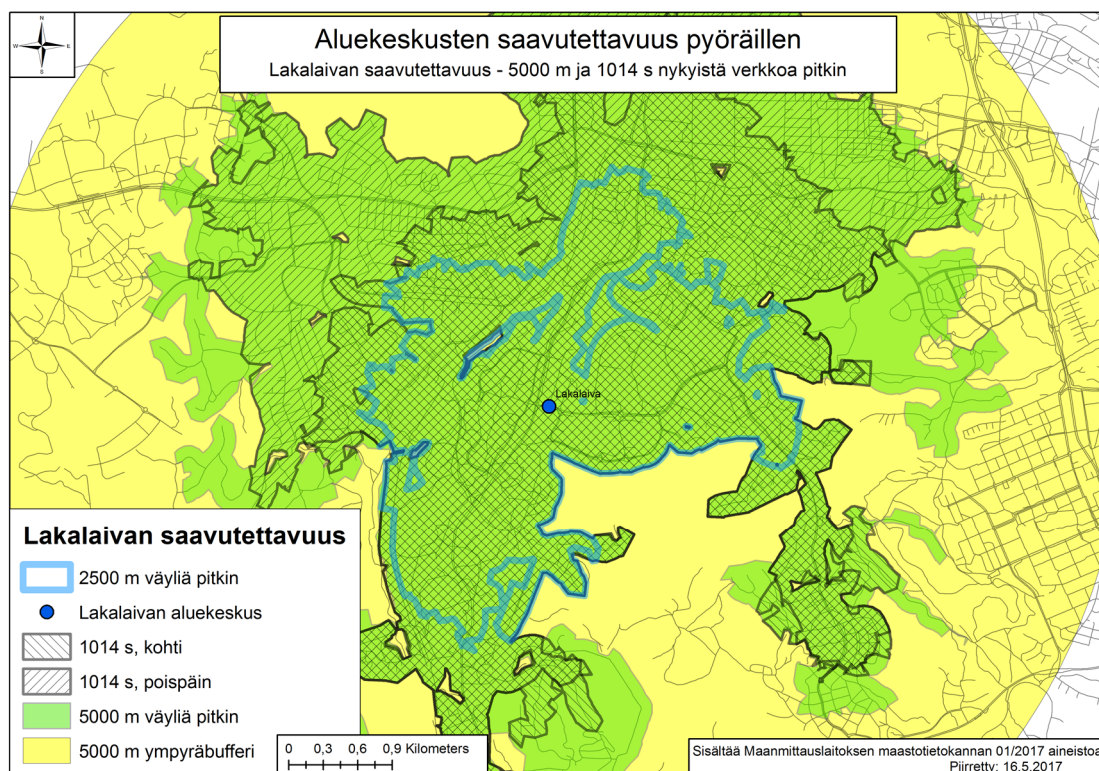 N
W E
S
Aluekeskusten saavutettavuus pyöräillen
Lakalaivan saavutettavuus - 5000 m ja 1014 s nykyistä verkkoa pitkin
Lakalaiva
Lakalaivan saavutettavuus
2500 m väyliä pitkin
Lakalaivan aluekeskus
1014 s, kohti
1014 s, poispäin
5000 m väyliä pitkin
5000 m ympyräbufferi
0 0,3 0,6 0,9 Kilometers
Sisältää Maanmittauslaitoksen maastotietokannan 01/2017 aineistoa
Piirretty: 16.5.2017